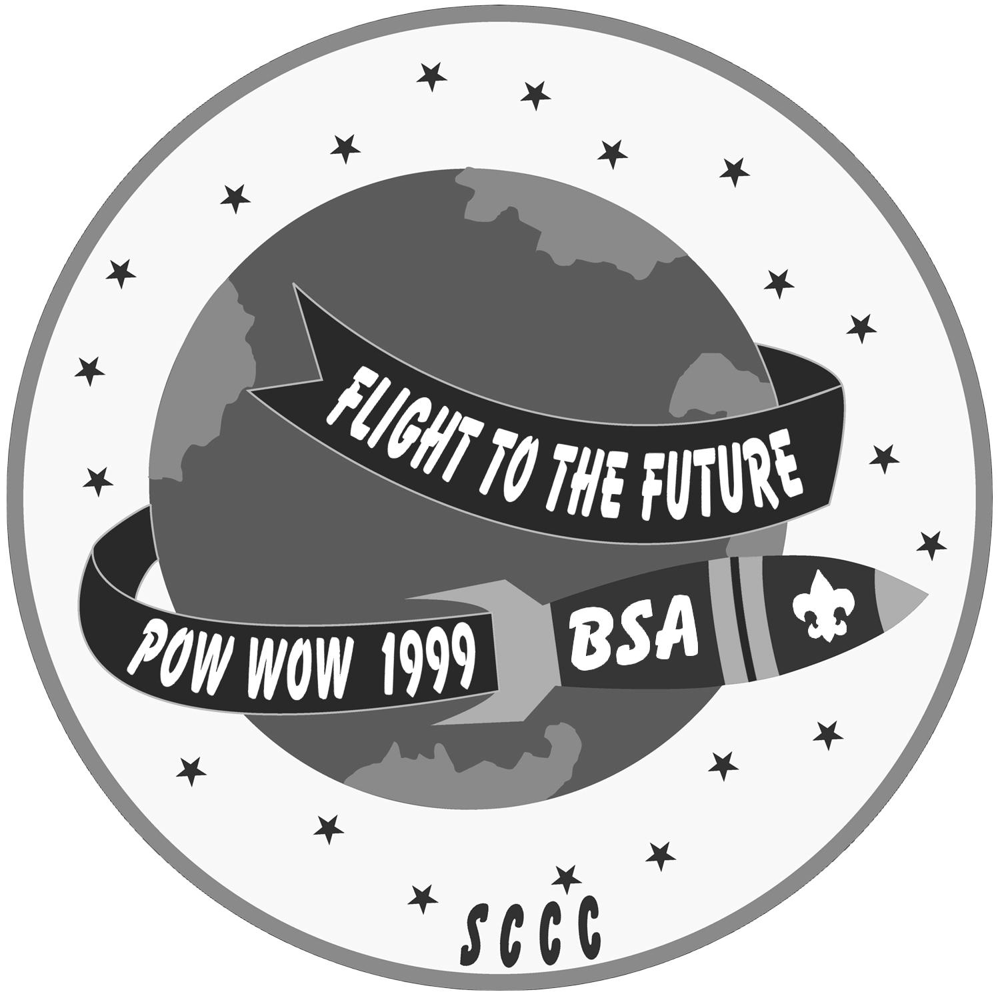 FLIGHT TO THE FUTURE
POW WOW 1999
BSA
SCCC